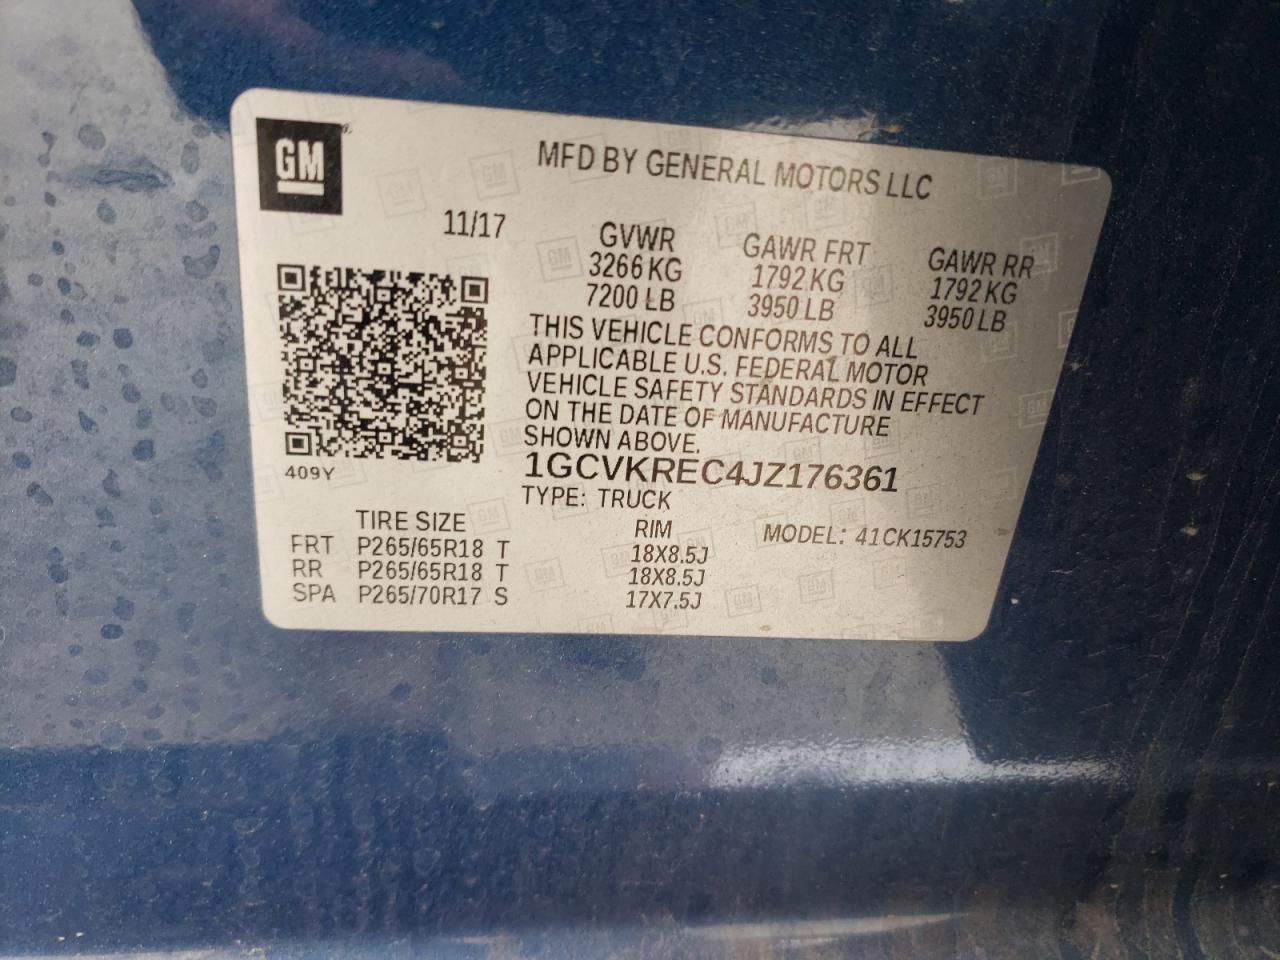 GM
MFD BY GENERAL MOTORS LLC
11/17
GVWR GAWR FRT GAWR RR
3266 KG 1792 KG 1792 KG
7200 LB 3950 LB 3950 LB
THIS VEHICLE CONFORMS TO ALL
APPLICABLE U.S. FEDERAL MOTOR
VEHICLE SAFETY STANDARDS IN EFFECT
ON THE DATE OF MANUFACTURE
SHOWN ABOVE.
409Y
1GCVKREC4JZ176361
TYPE: TRUCK
TIRE SIZE RIM MODEL: 41CK15753
FRT P265/65R18 T 18X8.5J
RR P265/65R18 T 18X8.5J
SPA P265/70R17 S 17X7.5J